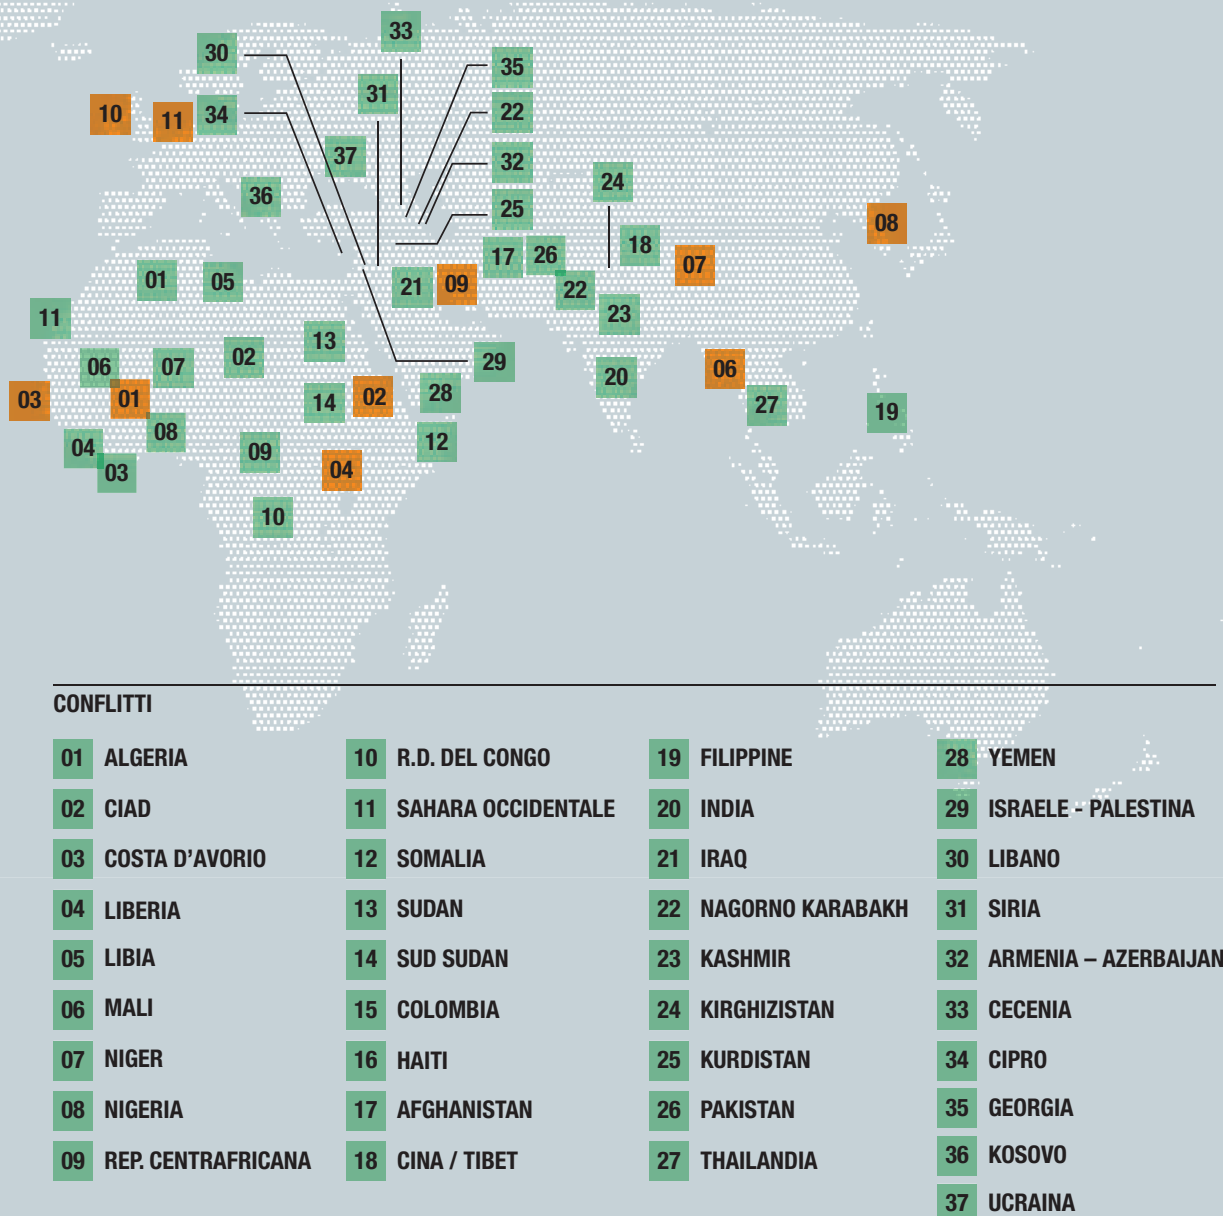 33
30
35
31
10
11
34
22
37
32
24
36
25
08
18
17
26
07
01
05
21
09
22
11
23
13
02
29
06
07
20
06
03
01
14
02
28
27
19
08
04
03
09
12
04
10
CONFLITTI
01 ALGERIA
02 CIAD
03 COSTA D'AVORIO
04 LIBERIA
05 LIBIA
06 MALI
07 NIGER
08 NIGERIA
09 REP. CENTRAFRICANA
10 R.D. DEL CONGO
11 SAHARA OCCIDENTALE
12 SOMALIA
13 SUDAN
14 SUD SUDAN
15 COLOMBIA
16 HAITI
17 AFGHANISTAN
18 CINA / TIBET
19 FILIPPINE
20 INDIA
21 IRAQ
22 NAGORNO KARABAKH
23 KASHMIR
24 KIRGHIZISTAN
25 KURDISTAN
26 PAKISTAN
27 THAILANDIA
28 YEMEN
29 ISRAELE - PALESTINA
30 LIBANO
31 SIRIA
32 ARMENIA – AZERBAIJAN
33 CECENIA
34 CIPRO
35 GEORGIA
36 KOSOVO
37 UCRAINA